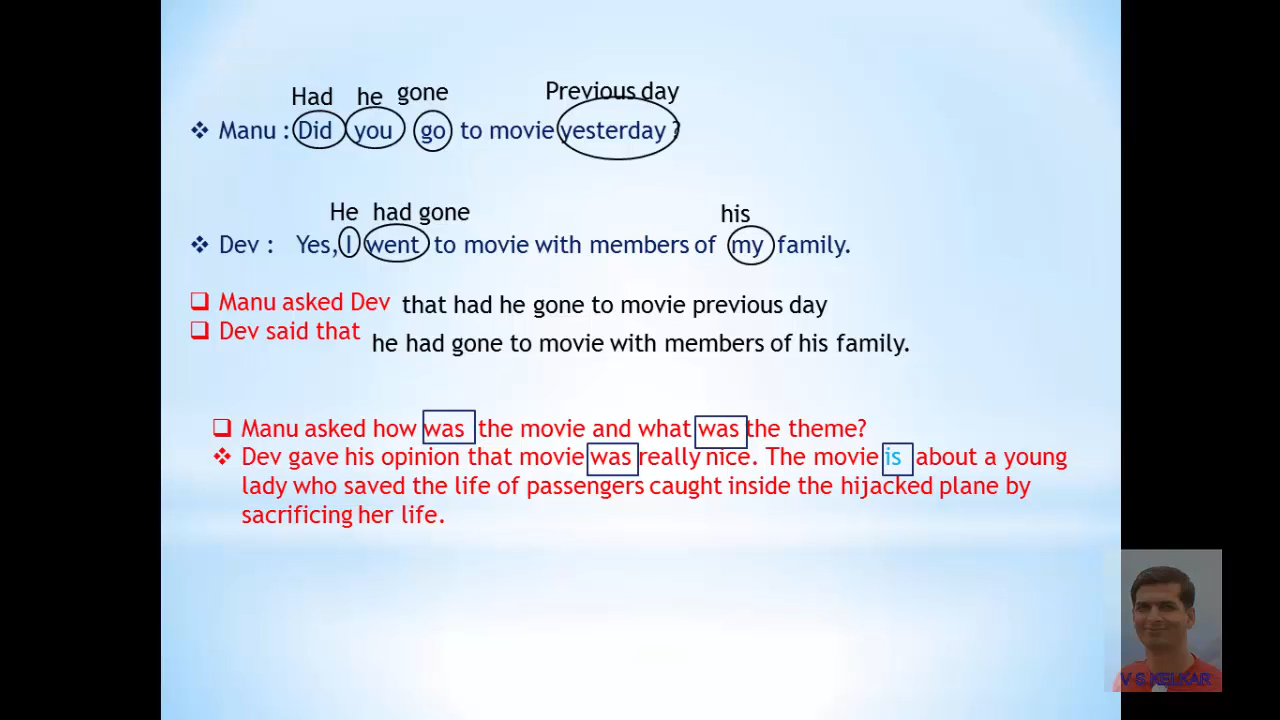 Had he gone Previous day
❖ Manu : Did you go to movie yesterday ?
He had gone his
❖ Dev : Yes, I went to movie with members of my family.
❑ Manu asked Dev that had he gone to movie previous day
❑ Dev said that he had gone to movie with members of his family.
❑ Manu asked how was the movie and what was the theme?
❖ Dev gave his opinion that movie was really nice. The movie is about a young
lady who saved the life of passengers caught inside the hijacked plane by
sacrificing her life.
V S KELKAR